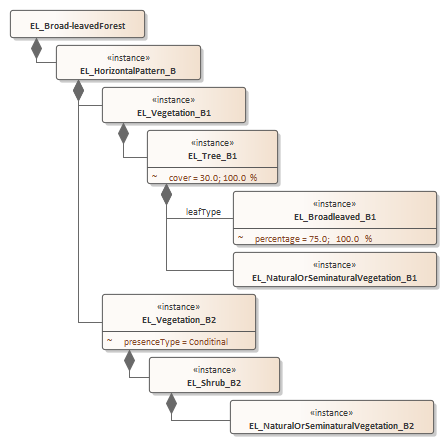 EL_Broad-leavedForest
«instance»
EL_HorizontalPattern_B
«instance»
EL_Vegetation_B1
«instance»
EL_Tree_B1
~ cover = 30.0; 100.0 %
leafType
«instance»
EL_Broadleaved_B1
~ percentage = 75.0; 100.0 %
«instance»
EL_NaturalOrSeminaturalVegetation_B1
«instance»
EL_Vegetation_B2
~ presenceType = Conditinal
«instance»
EL_Shrub_B2
«instance»
EL_NaturalOrSeminaturalVegetation_B2